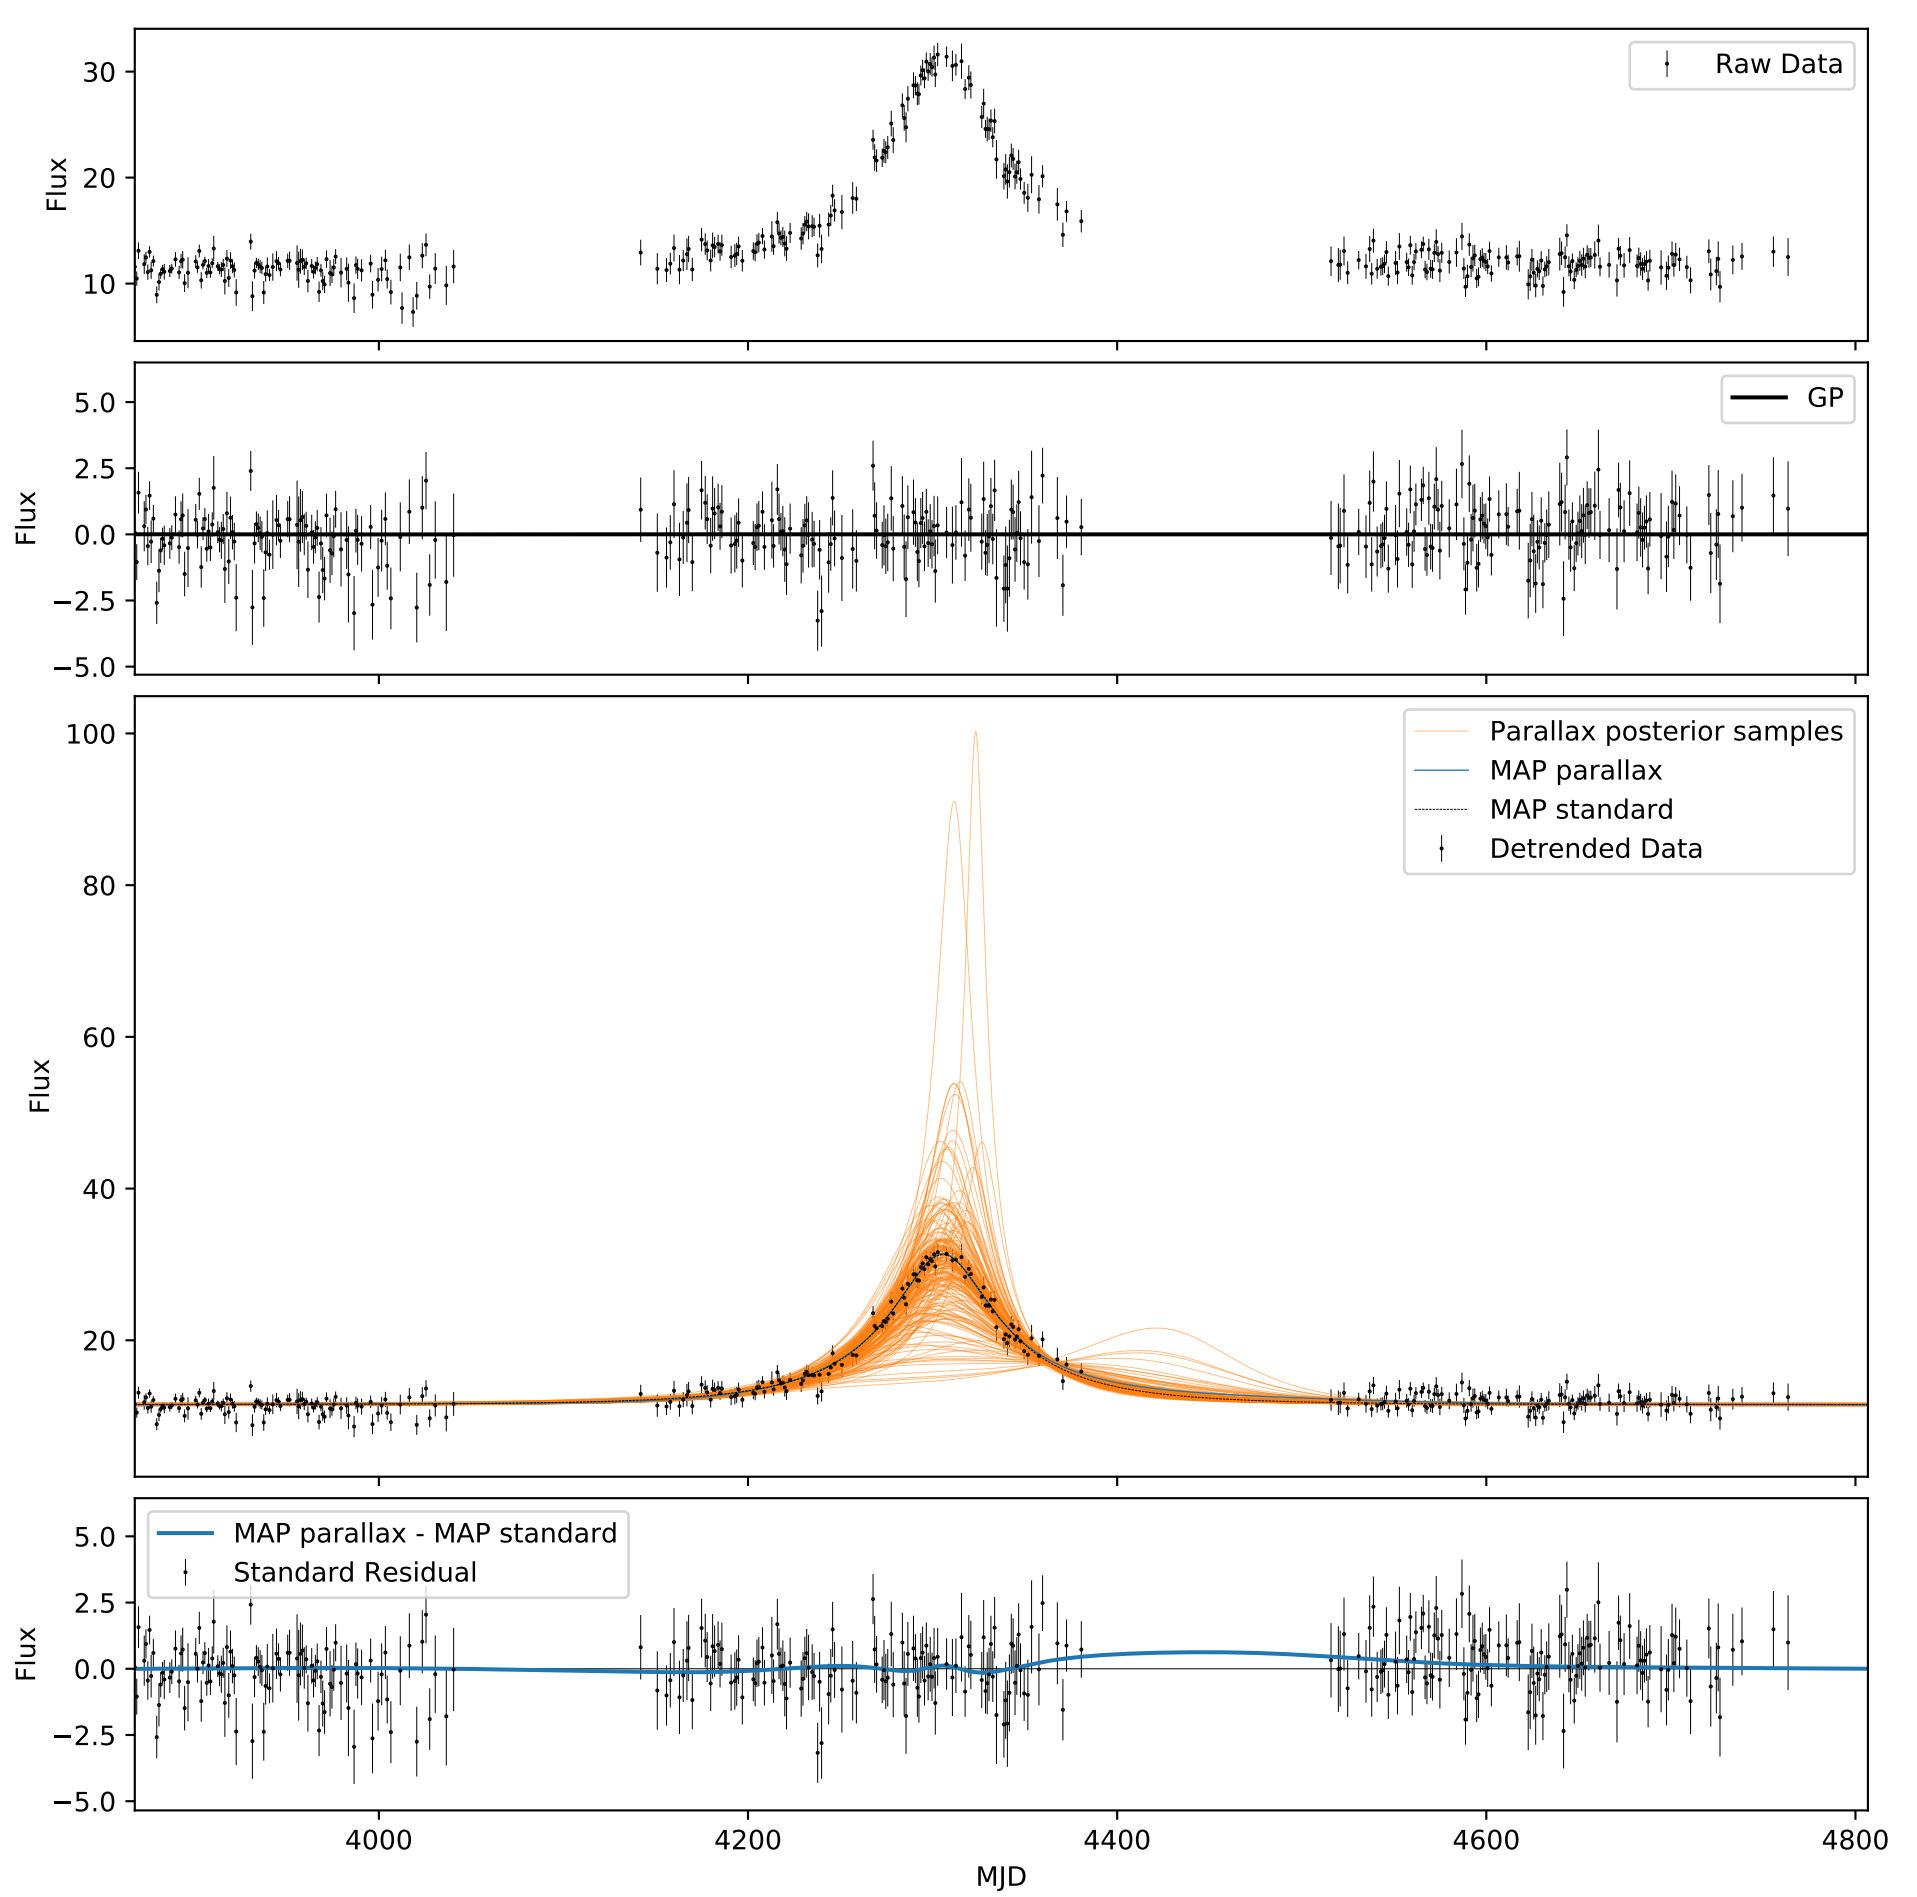 30
20
10
Flux
Raw Data
5.0
2.5
0.0
−2.5
−5.0
Flux
GP
100
80
60
40
20
Flux
Parallax posterior samples
MAP parallax
MAP standard
Detrended Data
5.0
2.5
0.0
−2.5
−5.0
Flux
MAP parallax - MAP standard
Standard Residual
4000 4200 4400 4600 4800
MJD